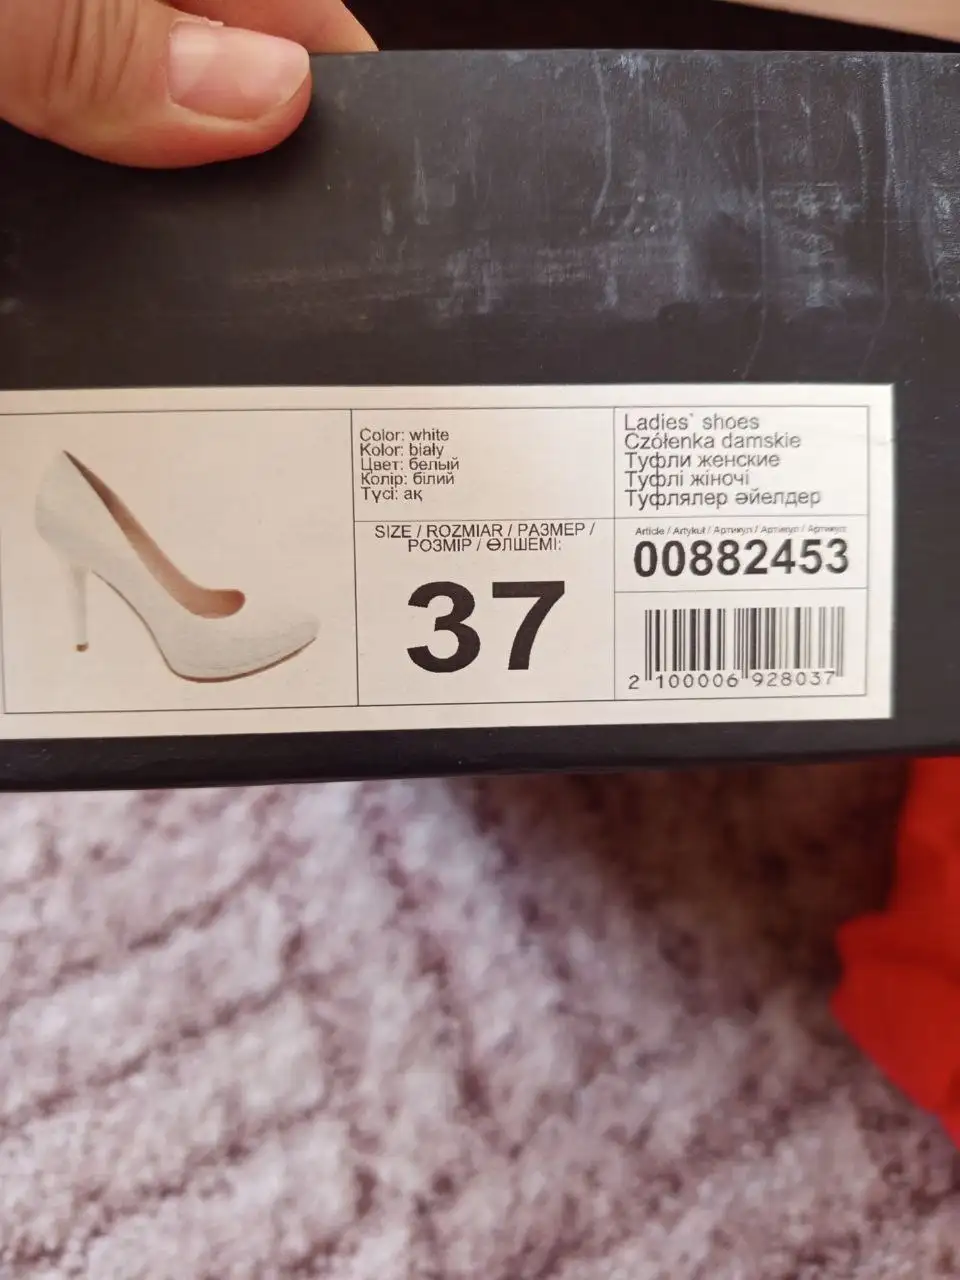 Color: white
Kolor: biały
Цвет: белый
Колір: білий
Түсі: ақ
SIZE / ROZMIAR / РАЗМЕР /
РОЗМІР / ӨЛШЕМІ:
37
Ladies` shoes
Czółenka damskie
Туфли женские
Туфлі жіночі
Туфлялер әйелдер
Article / Artykuł / Артикул / Артикул / Артикул:
00882453
2 100006 928037